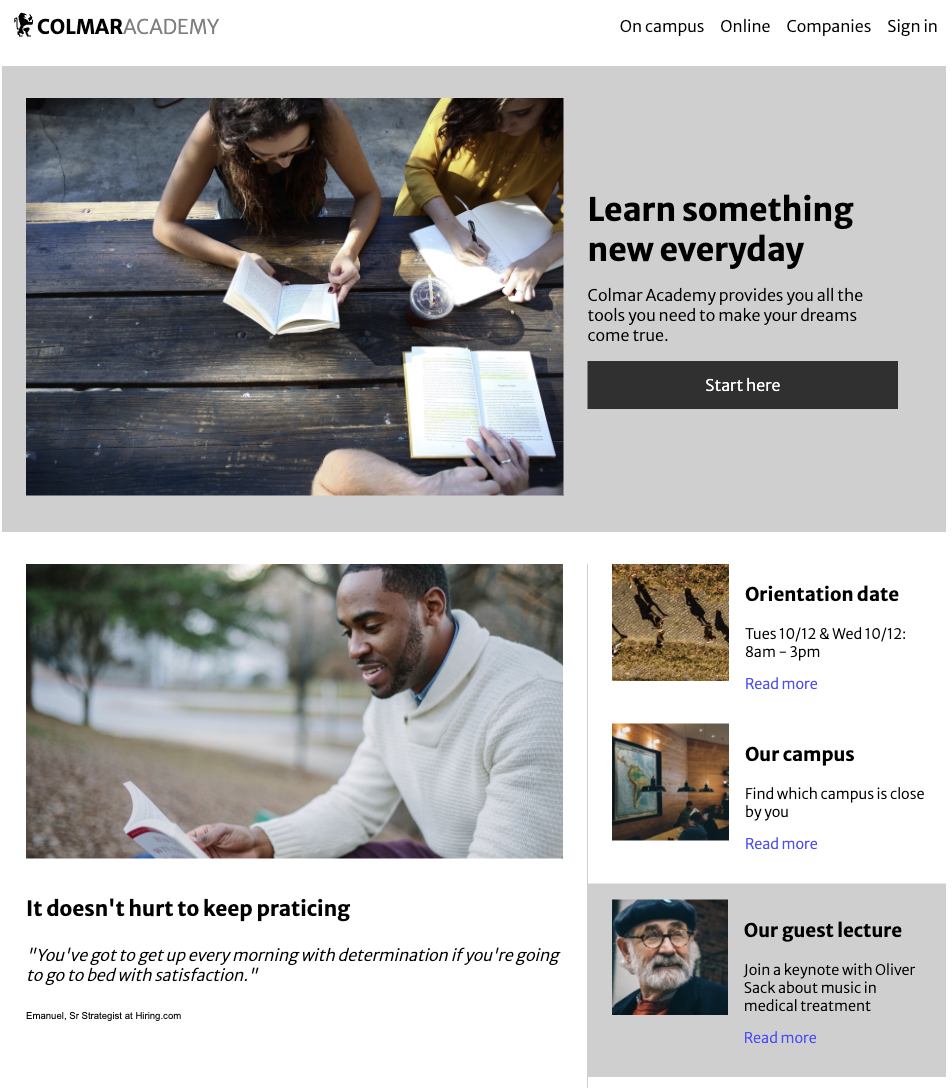 COLMARACADEMY
On campus Online Companies Sign in
Learn something
new everyday
Colmar Academy provides you all the
tools you need to make your dreams
come true.
Start here
It doesn't hurt to keep praticing
"You've got to get up every morning with determination if you're going
to go to bed with satisfaction."
Emanuel, Sr Strategist at Hiring.com
Orientation date
Tues 10/12 & Wed 10/12:
8am - 3pm
Read more
Our campus
Find which campus is close
by you
Read more
Our guest lecture
Join a keynote with Oliver
Sack about music in
medical treatment
Read more